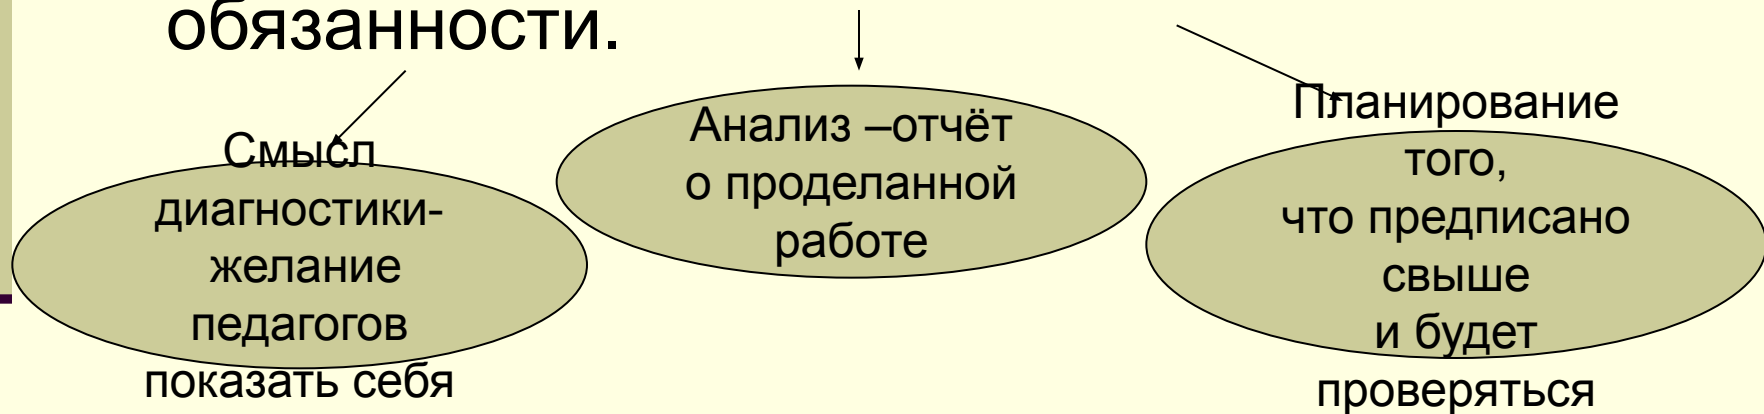 обязанности.
Смысл
диагностики-
желание
педагогов
показать себя
Анализ –отчёт
о проделанной
работе
Планирование
того,
что предписано
свыше
и будет
проверяться